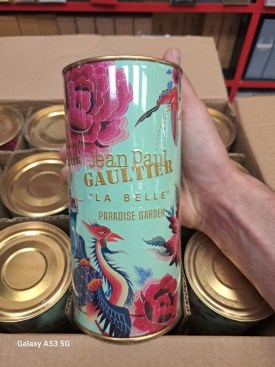 Jean Paul
GAULTIER
"LA BELLE"
PARADISE GARDEN
Galaxy A53 5G